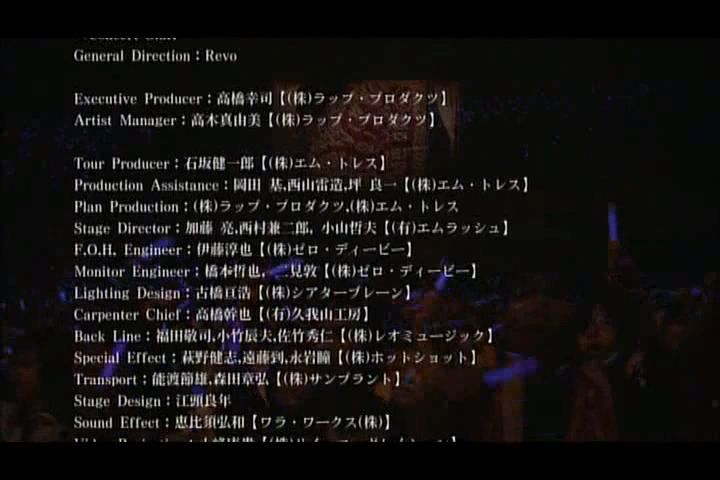 General Direction：Revo
Executive Producer：高橋幸司【(株)ラップ・プロダクツ】
Artist Manager：高木真由美【(株)ラップ・プロダクツ】
Tour Producer：石坂健一郎【(株)エム・トレス】
Production Assistance：岡田 基,西山雷造,坪 良一【(株)エム・トレス】
Plan Production：(株)ラップ・プロダクツ,(株)エム・トレス
Stage Director：加藤 亮,西村兼二郎, 小山哲夫【(有)エムラッシュ】
F.O.H. Engineer：伊藤淳也【(株)ゼロ・ディービー】
Monitor Engineer：橋本哲也, 二見敦【(株)ゼロ・ディービー】
Lighting Design：古橋亘浩【(株)シアターブレーン】
Carpenter Chief：高橋幹也【(有)久我山工房】
Back Line：福田敬司,小竹辰夫,佐竹秀仁【(株)レオミュージック】
Special Effect：萩野健志,遠藤到,永岩瞳【(株)ホットショット】
Transport；能渡節雄,森田章弘【(株)サンプラント】
Stage Design：江頭良年
Sound Effect：恵比須弘和【ワラ・ワークス(株)】